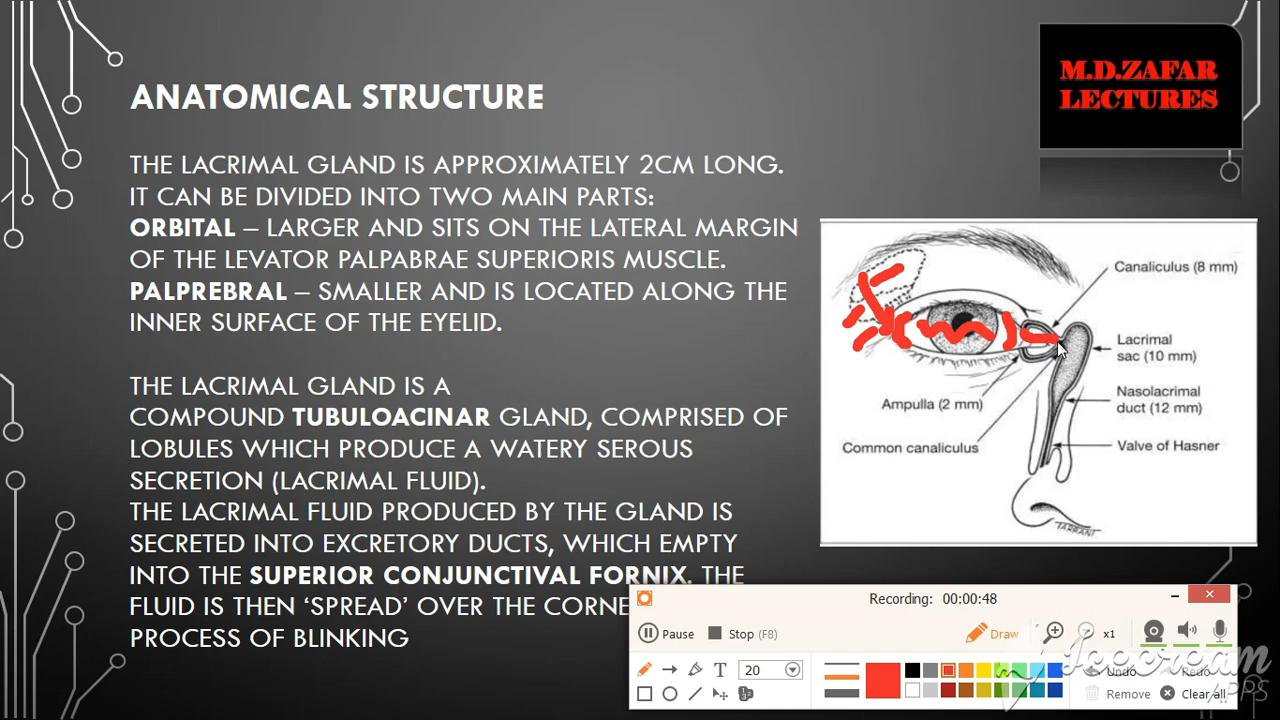 ANATOMICAL STRUCTURE
M.D.ZAFAR
LECTURES
THE LACRIMAL GLAND IS APPROXIMATELY 2CM LONG.
IT CAN BE DIVIDED INTO TWO MAIN PARTS:
ORBITAL – LARGER AND SITS ON THE LATERAL MARGIN
OF THE LEVATOR PALPABRAE SUPERIORIS MUSCLE.
PALPREBRAL – SMALLER AND IS LOCATED ALONG THE
INNER SURFACE OF THE EYELID.
THE LACRIMAL GLAND IS A
COMPOUND TUBULOACINAR GLAND, COMPRISED OF
LOBULES WHICH PRODUCE A WATERY SEROUS
SECRETION (LACRIMAL FLUID).
THE LACRIMAL FLUID PRODUCED BY THE GLAND IS
SECRETED INTO EXCRETORY DUCTS, WHICH EMPTY
INTO THE SUPERIOR CONJUNCTIVAL FORNIX. THE
FLUID IS THEN ‘SPREAD’ OVER THE CORNE
PROCESS OF BLINKING
Canaliculus (8 mm)
Lacrimal
sac (10 mm)
Nasolacrimal
duct (12 mm)
Ampulla (2 mm)
Common canaliculus
Valve of Hasner
TARRANT
Recording: 00:00:48
Pause
Stop (F8)
Draw
x1
T
20
Undo
Redo
Remove
Clear all
Icecream
APPS